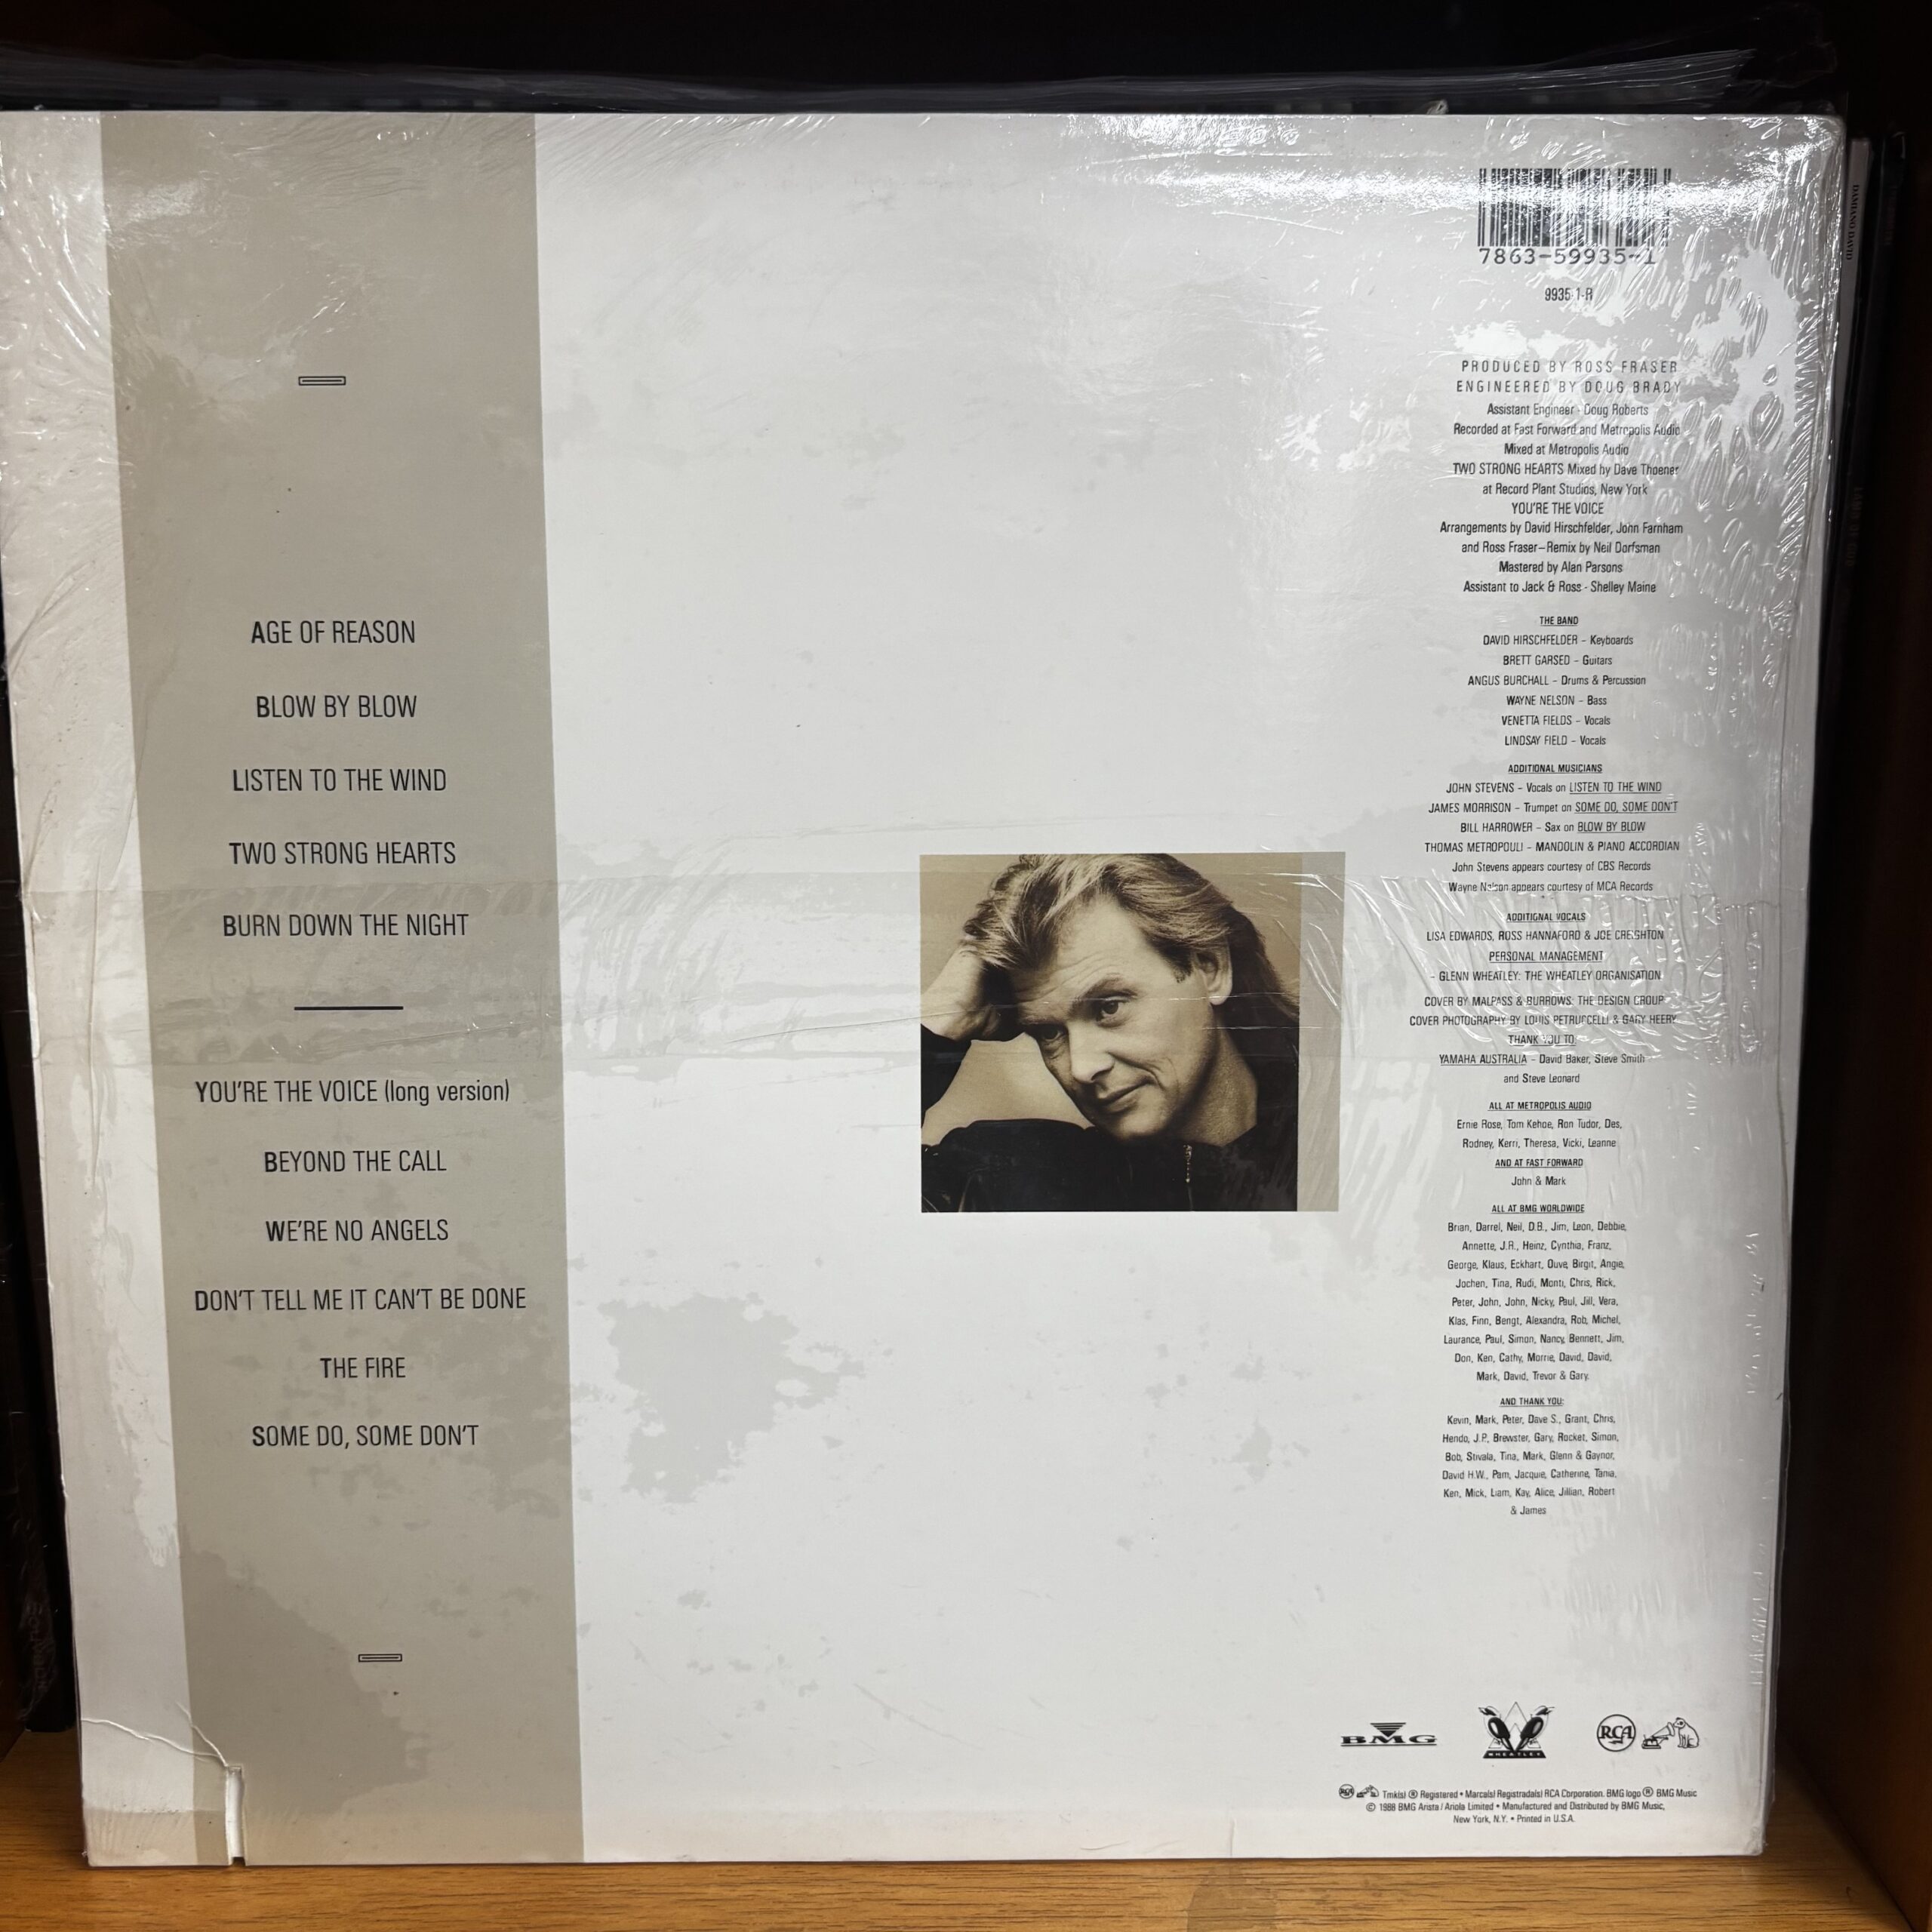 AGE OF REASON
BLOW BY BLOW
LISTEN TO THE WIND
TWO STRONG HEARTS
BURN DOWN THE NIGHT
YOU'RE THE VOICE (long version)
BEYOND THE CALL
WE'RE NO ANGELS
DON'T TELL ME IT CAN'T BE DONE
THE FIRE
SOME DO, SOME DON'T
7863-59935-1
9935-1-R
PRODUCED BY ROSS FRASER
ENGINEERED BY DOUG BRADY
Assistant Engineer - Doug Roberts
Recorded at Fast Forward and Metropolis Audio
Mixed at Metropolis Audio
TWO STRONG HEARTS Mixed by Dave Thoener
at Record Plant Studios, New York
YOU'RE THE VOICE
Arrangements by David Hirschfelder, John Farnham
and Ross Fraser–Remix by Neil Dorfsman
Mastered by Alan Parsons
Assistant to Jack & Ross - Shelley Maine
THE BAND
DAVID HIRSCHFELDER – Keyboards
BRETT GARSED – Guitars
ANGUS BURCHALL – Drums & Percussion
WAYNE NELSON – Bass
VENETTA FIELDS – Vocals
LINDSAY FIELD – Vocals
ADDITIONAL MUSICIANS
JOHN STEVENS – Vocals on LISTEN TO THE WIND
JAMES MORRISON – Trumpet on SOME DO, SOME DON'T
BILL HARROWER – Sax on BLOW BY BLOW
THOMAS METROPOULI – MANDOLIN & PIANO ACCORDIAN
John Stevens appears courtesy of CBS Records
Wayne Nelson appears courtesy of MCA Records
ADDITIONAL VOCALS
LISA EDWARDS, ROSS HANNAFORD & JOE CREIGHTON
PERSONAL MANAGEMENT
– GLENN WHEATLEY: THE WHEATLEY ORGANISATION
COVER BY MALPASS & BURROWS: THE DESIGN GROUP
COVER PHOTOGRAPHY BY LOUIS PETRUCCELLI & GARY HEERY
THANK YOU TO:
YAMAHA AUSTRALIA – David Baker, Steve Smith
and Steve Leonard
ALL AT METROPOLIS AUDIO
Ernie Rose, Tom Kehoe, Ron Tudor, Des,
Rodney, Kerri, Theresa, Vicki, Leanne
AND AT FAST FORWARD
John & Mark
ALL AT BMG WORLDWIDE
Brian, Darrel, Neil, D.B., Jim, Leon, Debbie,
Annette, J.R., Heinz, Cynthia, Franz,
George, Klaus, Eckhart, Ouve, Birgit, Angie,
Jochen, Tina, Rudi, Monti, Chris, Rick,
Peter, John, John, Nicky, Paul, Jill, Vera,
Klas, Finn, Bengt, Alexandra, Rob, Michel,
Laurance, Paul, Simon, Nancy, Bennett, Jim,
Don, Ken, Cathy, Morrie, David, David,
Mark, David, Trevor & Gary.
AND THANK YOU:
Kevin, Mark, Peter, Dave S., Grant, Chris,
Hendo, J.P., Brewster, Gary, Rocket, Simon,
Bob, Stivala, Tina, Mark, Glenn & Gaynor,
David H.W., Pam, Jacquie, Catherine, Tania,
Ken, Mick, Liam, Kay, Alice, Jillian, Robert
& James
BMG
WHEATLEY
RCA
RCA Tmk(s) ® Registered • Marca(s) Registrada(s) RCA Corporation. BMG logo ® BMG Music
© 1988 BMG Arista / Ariola Limited • Manufactured and Distributed by BMG Music,
New York, N.Y. • Printed in U.S.A.
DAMIANO DAVID